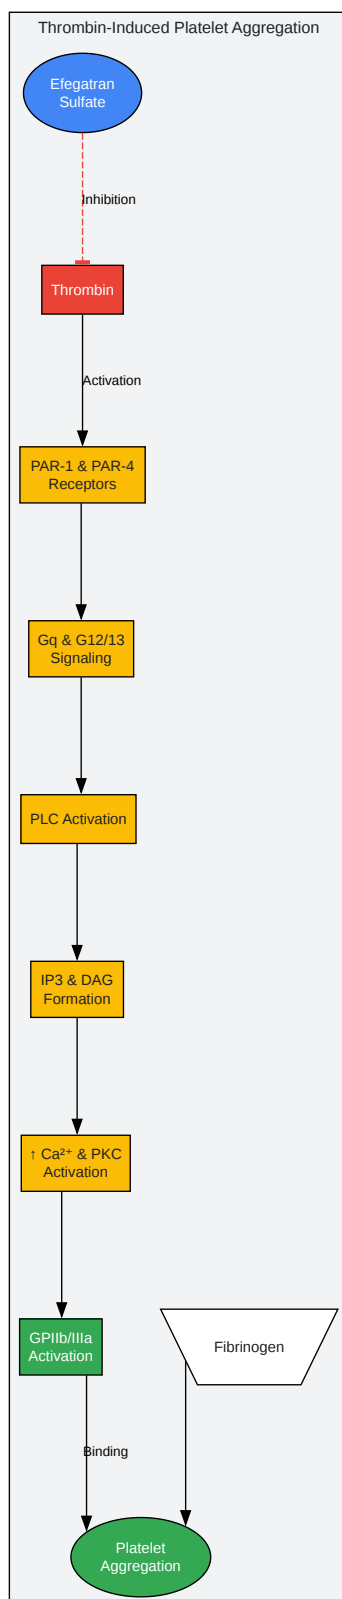 Thrombin-Induced Platelet Aggregation
Efegatran
Sulfate
Inhibition
Thrombin
Activation
PAR-1 & PAR-4
Receptors
Gq & G12/13
Signaling
PLC Activation
IP3 & DAG
Formation
↑ Ca²⁺ & PKC
Activation
GPIIb/IIIa
Activation
Fibrinogen
Binding
Platelet
Aggregation